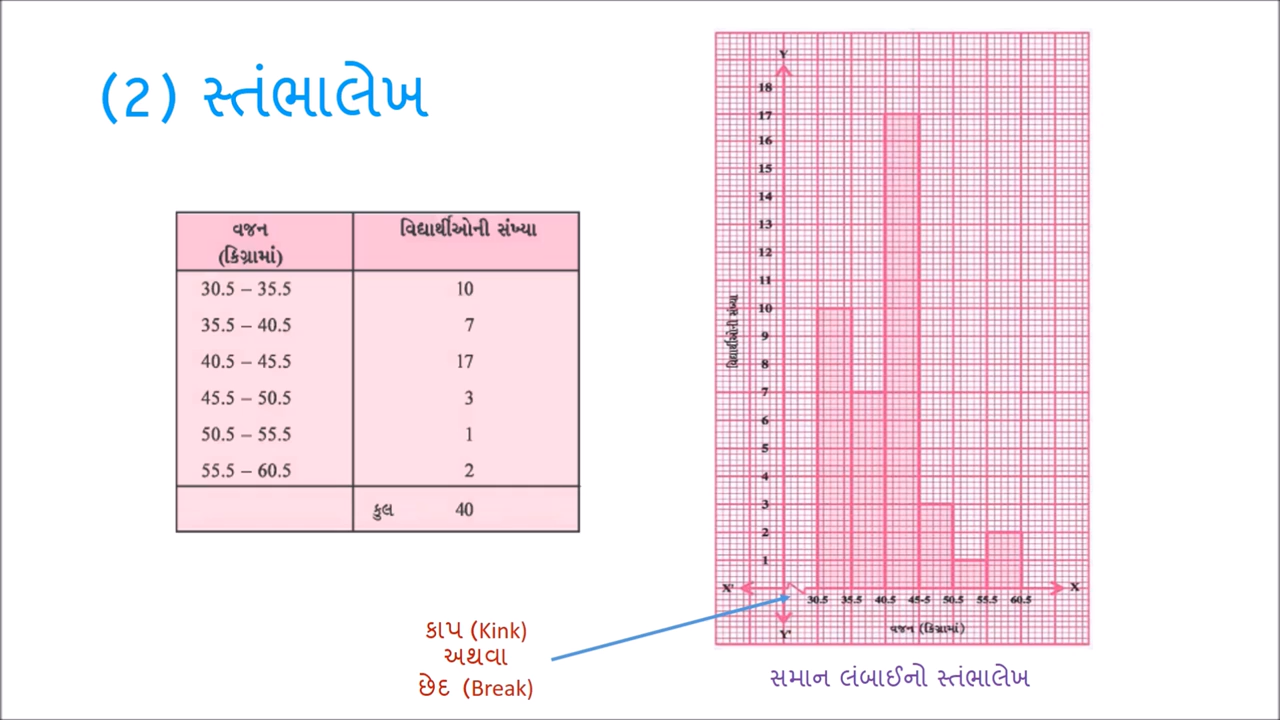 (2) સ્તંભાલેખ
વજન
(કિગ્રામાં)
વિદ્યાર્થીઓની સંખ્યા
30.5 – 35.5 10
35.5 – 40.5 7
40.5 – 45.5 17
45.5 – 50.5 3
50.5 – 55.5 1
55.5 – 60.5 2
કુલ 40
કાપ (Kink)
અથવા
છેદ (Break)
Y
18
17
16
15
14
13
12
11
10
9
8
7
6
5
4
3
2
1
વિદ્યાર્થીઓની સંખ્યા
X' X
30.5 35.5 40.5 45-5 50.5 55.5 60.5
Y'
વજન (કિગ્રામાં)
સમાન લંબાઈનો સ્તંભાલેખ